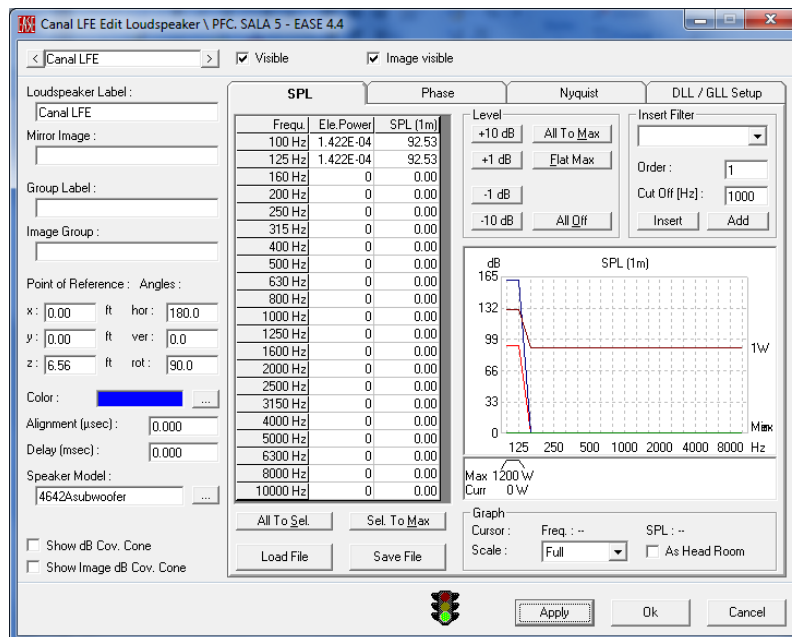 EASE Canal LFE Edit Loudspeaker \ PFC. SALA 5 - EASE 4.4
< Canal LFE > Visible Image visible
Loudspeaker Label :
Canal LFE
Mirror Image :
Group Label :
Image Group :
Point of Reference : Angles :
x : 0.00 ft hor : 180.0
y : 0.00 ft ver : 0.0
z : 6.56 ft rot : 90.0
Color : ...
Alignment (µsec) : 0.000
Delay (msec) : 0.000
Speaker Model :
4642Asubwoofer ...
Show dB Cov. Cone
Show Image dB Cov. Cone
SPL Phase Nyquist DLL / GLL Setup
Frequ. Ele.Power SPL (1m)
100 Hz 1.422E-04 92.53
125 Hz 1.422E-04 92.53
160 Hz 0 0.00
200 Hz 0 0.00
250 Hz 0 0.00
315 Hz 0 0.00
400 Hz 0 0.00
500 Hz 0 0.00
630 Hz 0 0.00
800 Hz 0 0.00
1000 Hz 0 0.00
1250 Hz 0 0.00
1600 Hz 0 0.00
2000 Hz 0 0.00
2500 Hz 0 0.00
3150 Hz 0 0.00
4000 Hz 0 0.00
5000 Hz 0 0.00
6300 Hz 0 0.00
8000 Hz 0 0.00
10000 Hz 0 0.00
All To Sel. Sel. To Max
Load File Save File
Level
+10 dB All To Max
+1 dB Flat Max
-1 dB
-10 dB All Off
Insert Filter
Order : 1
Cut Off [Hz] : 1000
Insert Add
dB SPL (1m)
165
132
99
66
33
0
1W
125 250 500 1000 2000 4000 8000 Hz
Max 1200 W
Curr 0 W
Graph
Cursor : Freq. : -- SPL : --
Scale : Full As Head Room
Apply Ok Cancel